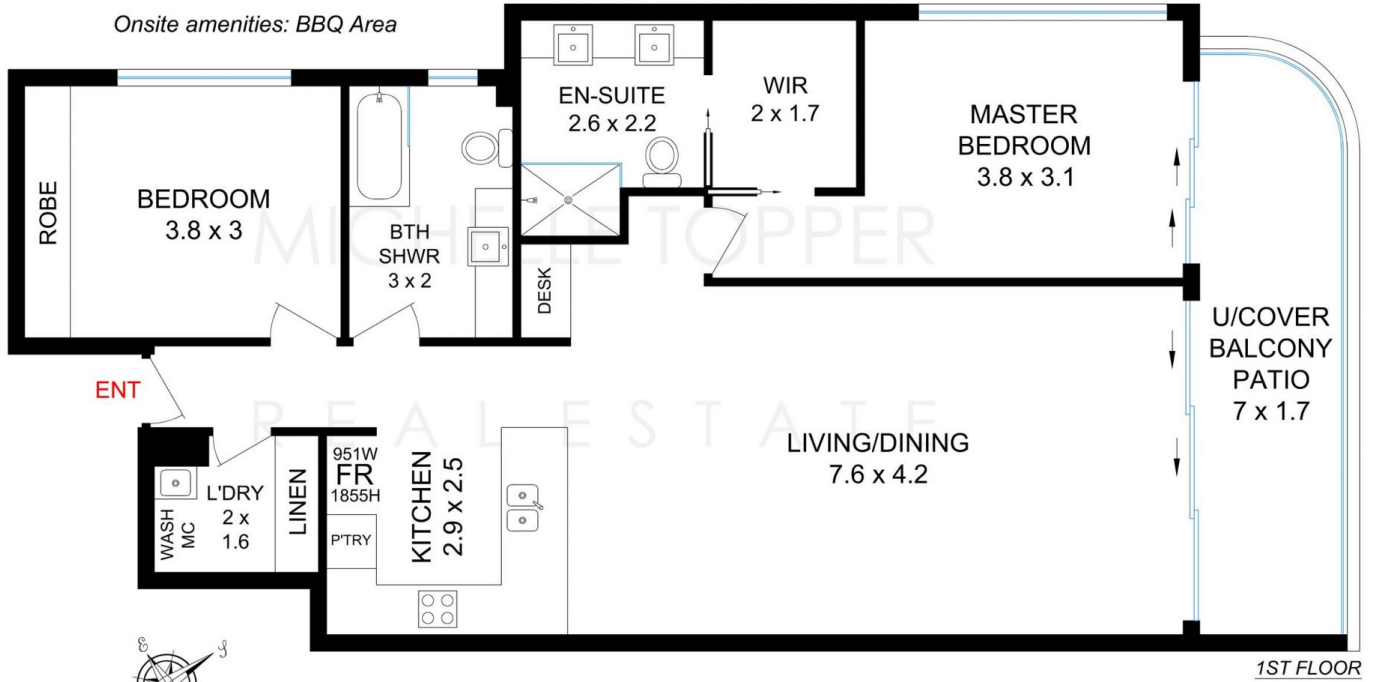 Onsite amenities: BBQ Area
ROBE
BEDROOM
3.8 x 3
BTH
SHWR
3 x 2
EN-SUITE
2.6 x 2.2
WIR
2 x 1.7
MASTER
BEDROOM
3.8 x 3.1
DESK
U/COVER
BALCONY
PATIO
7 x 1.7
ENT
LIVING/DINING
7.6 x 4.2
951W
FR
1855H
P'TRY
KITCHEN
2.9 x 2.5
L'DRY
2 x
1.6
WASH
MC
LINEN
MICHELLE TOPPER
REAL ESTATE
E
S
1ST FLOOR